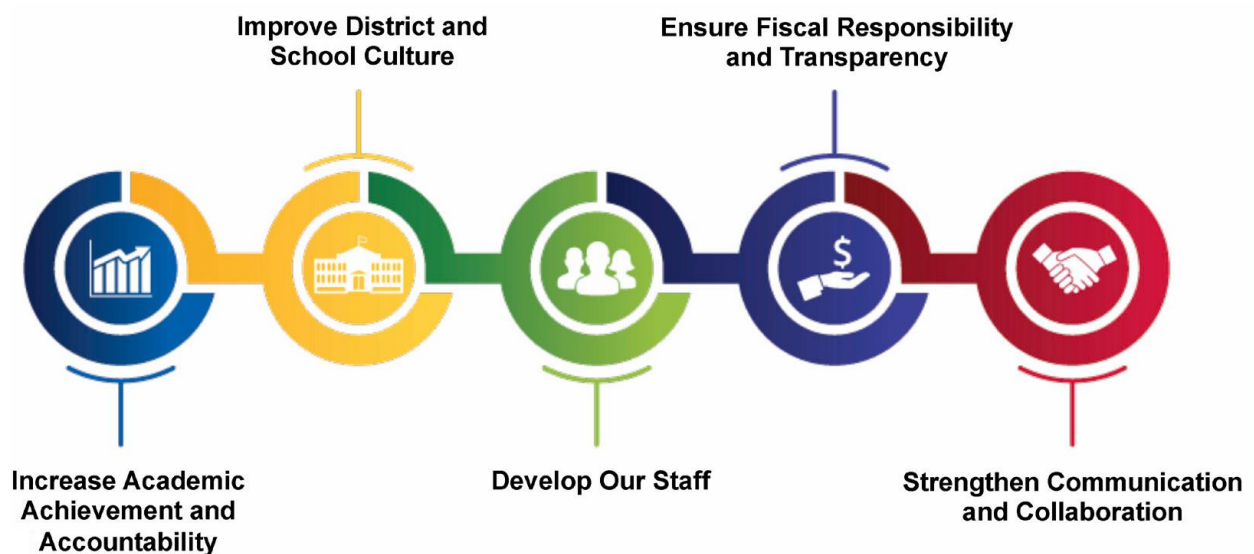 Improve District and
School Culture
Ensure Fiscal Responsibility
and Transparency
$
Increase Academic
Achievement and
Accountability
Develop Our Staff
Strengthen Communication
and Collaboration